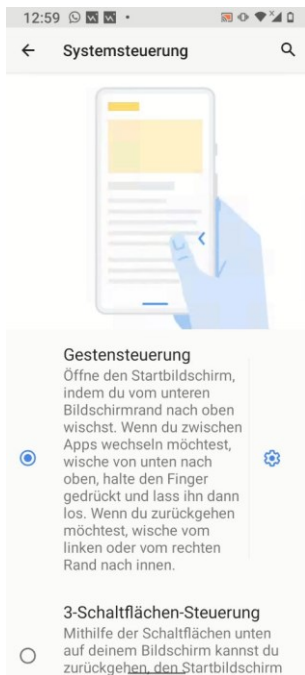 12:59
Systemsteuerung
Gestensteuerung
Öffne den Startbildschirm,
indem du vom unteren
Bildschirmrand nach oben
wischst. Wenn du zwischen
Apps wechseln möchtest,
wische von unten nach
oben, halte den Finger
gedrückt und lass ihn dann
los. Wenn du zurückgehen
möchtest, wische vom
linken oder vom rechten
Rand nach innen.
3-Schaltflächen-Steuerung
Mithilfe der Schaltflächen unten
auf deinem Bildschirm kannst du
zurückgehen, den Startbildschirm